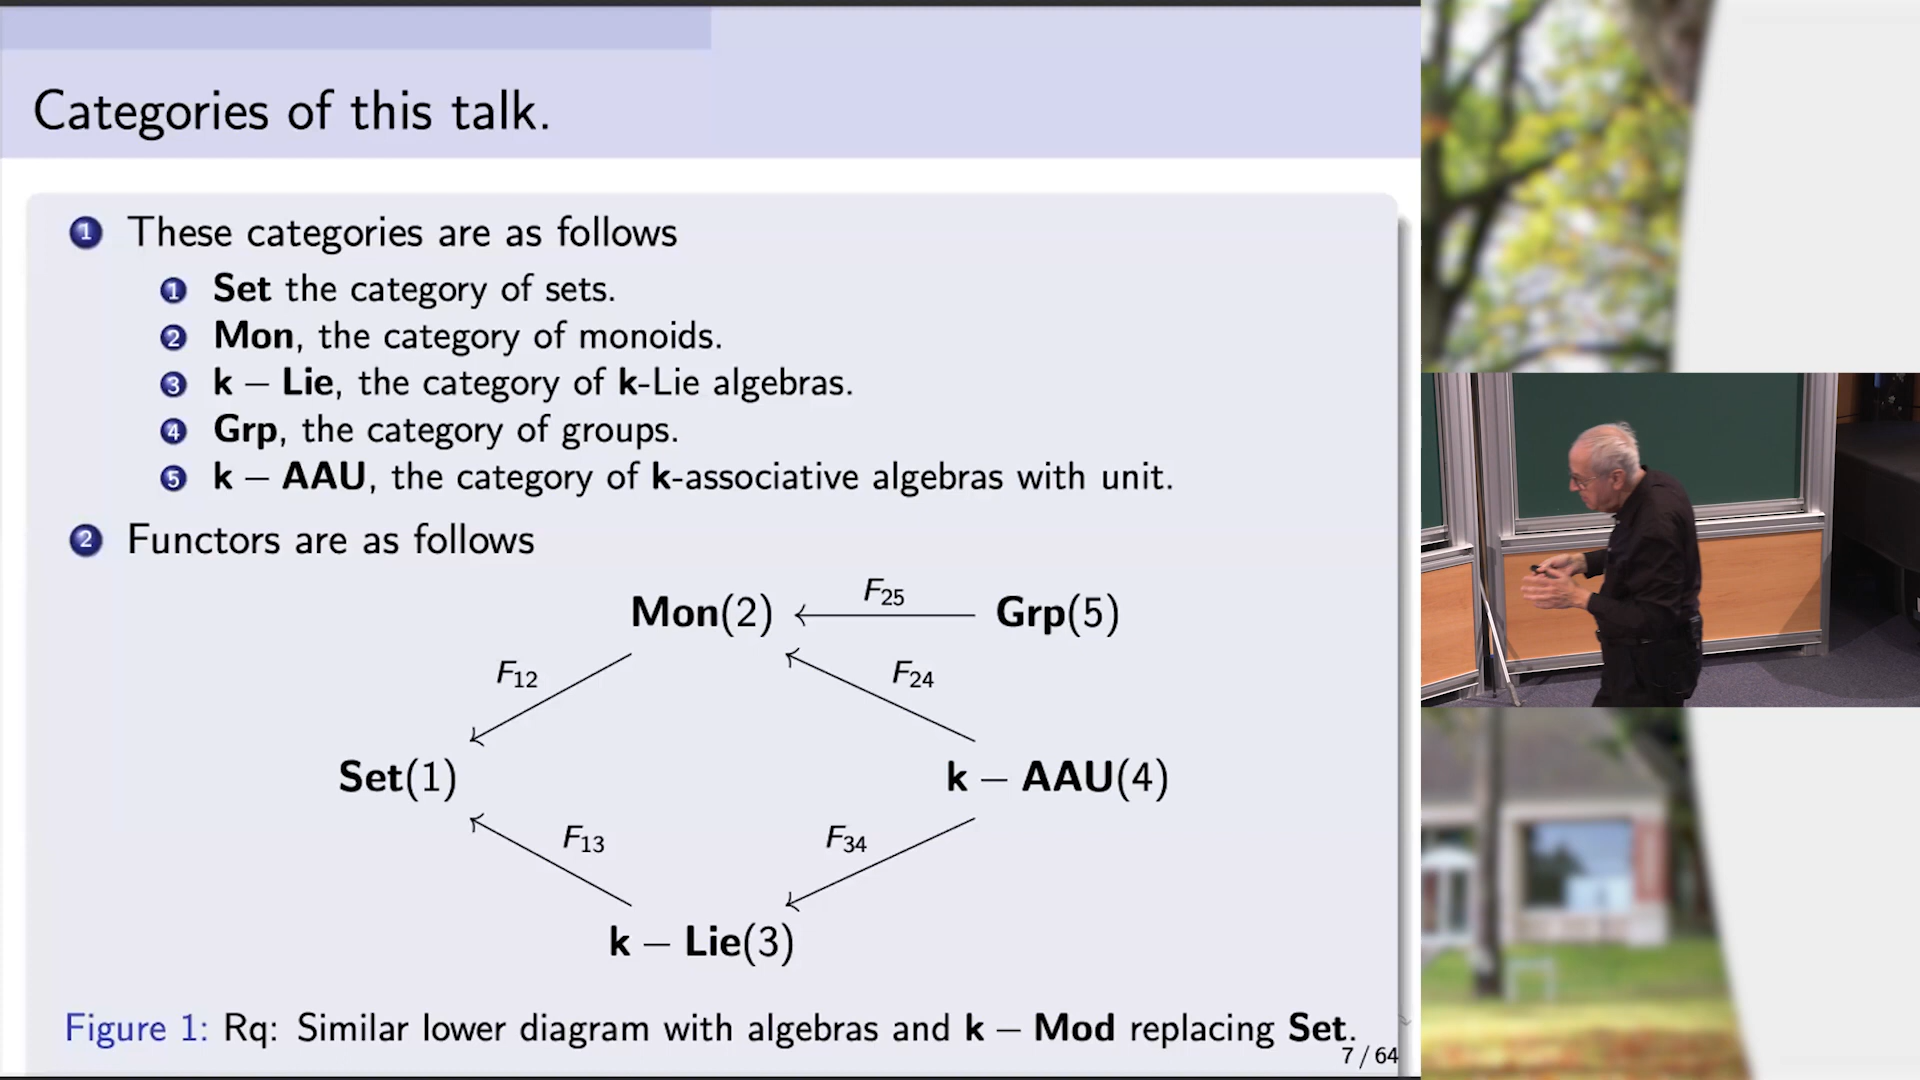 Categories of this talk.
1 These categories are as follows
1 Set the category of sets.
2 Mon, the category of monoids.
3 k − Lie, the category of k-Lie algebras.
4 Grp, the category of groups.
5 k − AAU, the category of k-associative algebras with unit.
2 Functors are as follows
F25
Mon(2) Grp(5)
F12 F24
Set(1) k − AAU(4)
F13 F34
k − Lie(3)
Figure 1: Rq: Similar lower diagram with algebras and k − Mod replacing Set.
7 / 64